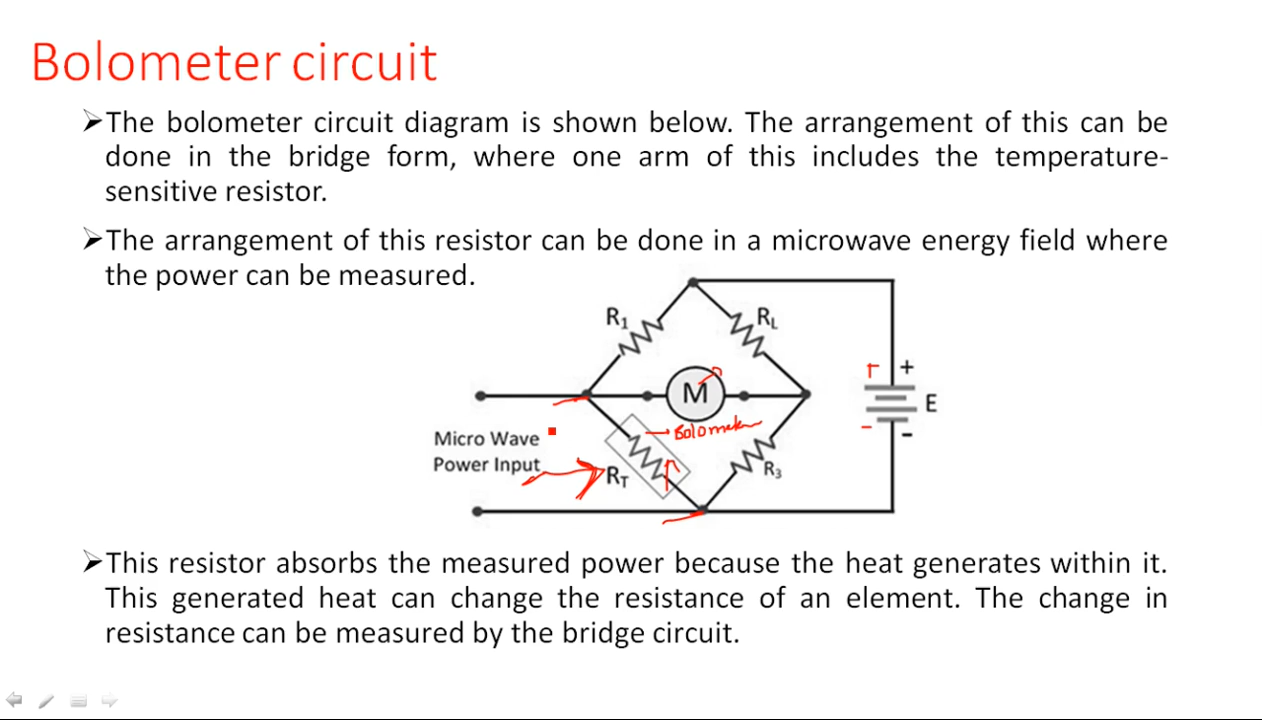 Bolometer circuit
➤The bolometer circuit diagram is shown below. The arrangement of this can be
done in the bridge form, where one arm of this includes the temperature-
sensitive resistor.
➤The arrangement of this resistor can be done in a microwave energy field where
the power can be measured.
R1
RL
+
+
M
E
Micro Wave
Bolometer
-
-
Power Input
RT
R3
➤This resistor absorbs the measured power because the heat generates within it.
This generated heat can change the resistance of an element. The change in
resistance can be measured by the bridge circuit.